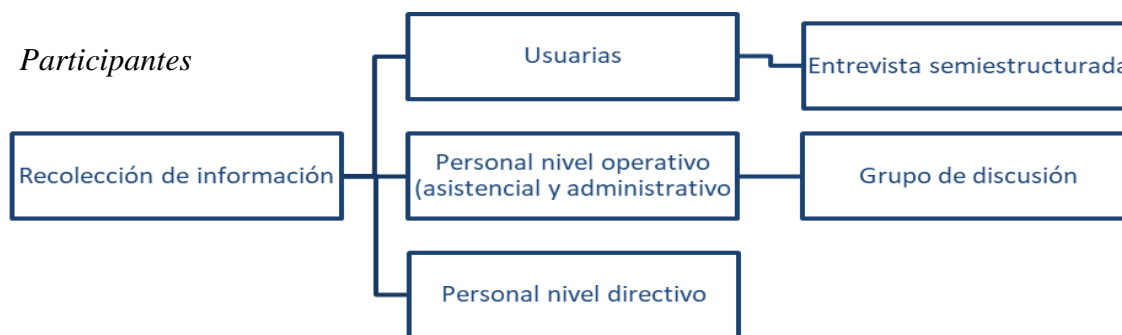 Participantes
Usuarias
Entrevista semiestructurada
Recolección de información
Personal nivel operativo
(asistencial y administrativo
Grupo de discusión
Personal nivel directivo